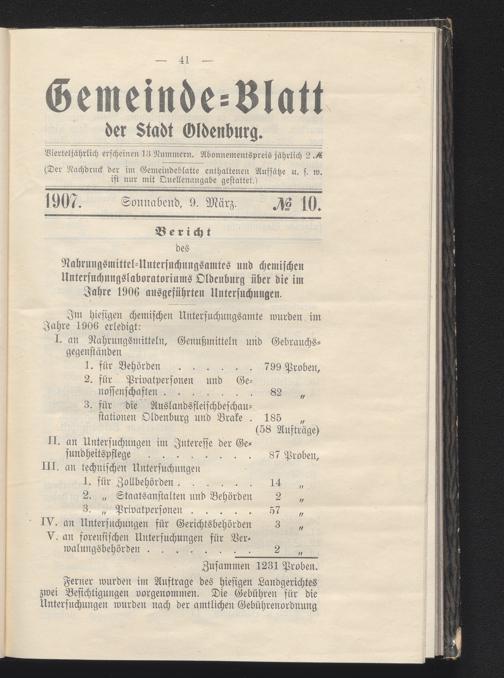 — 41 —
Gemeinde=Blatt
der Stadt Oldenburg.
Vierteljährlich erscheinen 13 Nummern. Abonnementspreis jährlich 2 ℳ
(Der Nachdruck der im Gemeindeblatte enthaltenen Aufsätze u. s. w.
ist nur mit Quellenangabe gestattet.)
1907. Sonnabend, 9. März. № 10.
Bericht
des
Nahrungsmittel=Untersuchungsamtes und chemischen
Untersuchungslaboratoriums Oldenburg über die im
Jahre 1906 ausgeführten Untersuchungen.
Im hiesigen chemischen Untersuchungsamte wurden im
Jahre 1906 erledigt:
I. an Nahrungsmitteln, Genußmitteln und Gebrauchs=
gegenständen
1. für Behörden . . . . . . 799 Proben,
2. für Privatpersonen und Ge=
nossenschaften . . . . . . . 82 „
3. für die Auslandsfleischbeschau=
stationen Oldenburg und Brake . 185 „
(58 Aufträge)
II. an Untersuchungen im Interesse der Ge=
sundheitspflege . . . . . . . 87 Proben,
III. an technischen Untersuchungen
1. für Zollbehörden . . . . . 14 „
2. „ Staatsanstalten und Behörden 2 „
3. „ Privatpersonen . . . . . 57 „
IV. an Untersuchungen für Gerichtsbehörden 3 „
V. an forensischen Untersuchungen für Ver=
waltungsbehörden . . . . . . . 2 „
Zusammen 1231 Proben.
Ferner wurden im Auftrage des hiesigen Landgerichtes
zwei Besichtigungen vorgenommen. Die Gebühren für die
Untersuchungen wurden nach der amtlichen Gebührenordnung